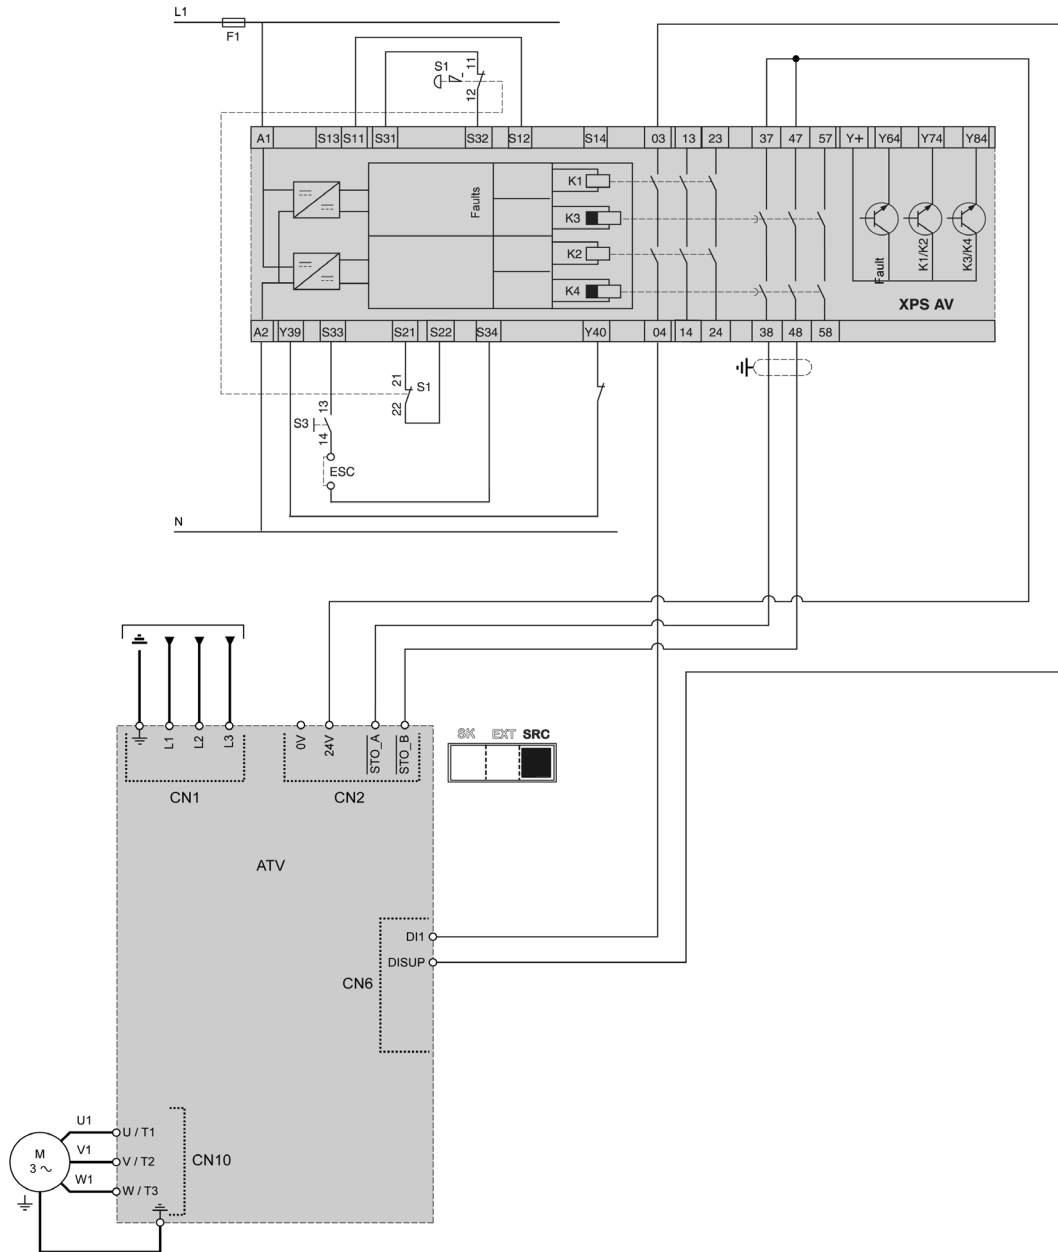 L1
F1
S1
11
12
A1 S13 S11 S31 S32 S12 S14 03 13 23 37 47 57 Y+ Y64 Y74 Y84
Faults
K1
K3
K2
K4
Fault
K1/K2
K3/K4
XPS AV
A2 Y39 S33 S21 S22 S34 Y40 04 14 24 38 48 58
21
22
S1
13
14
S3
ESC
N
L1 L2 L3
CN1
0V 24V STO_A STO_B
CN2
SK EXT SRC
ATV
DI1
DISUP
CN6
U1
V1
W1
M
3 ~
U / T1
V / T2
W / T3
CN10